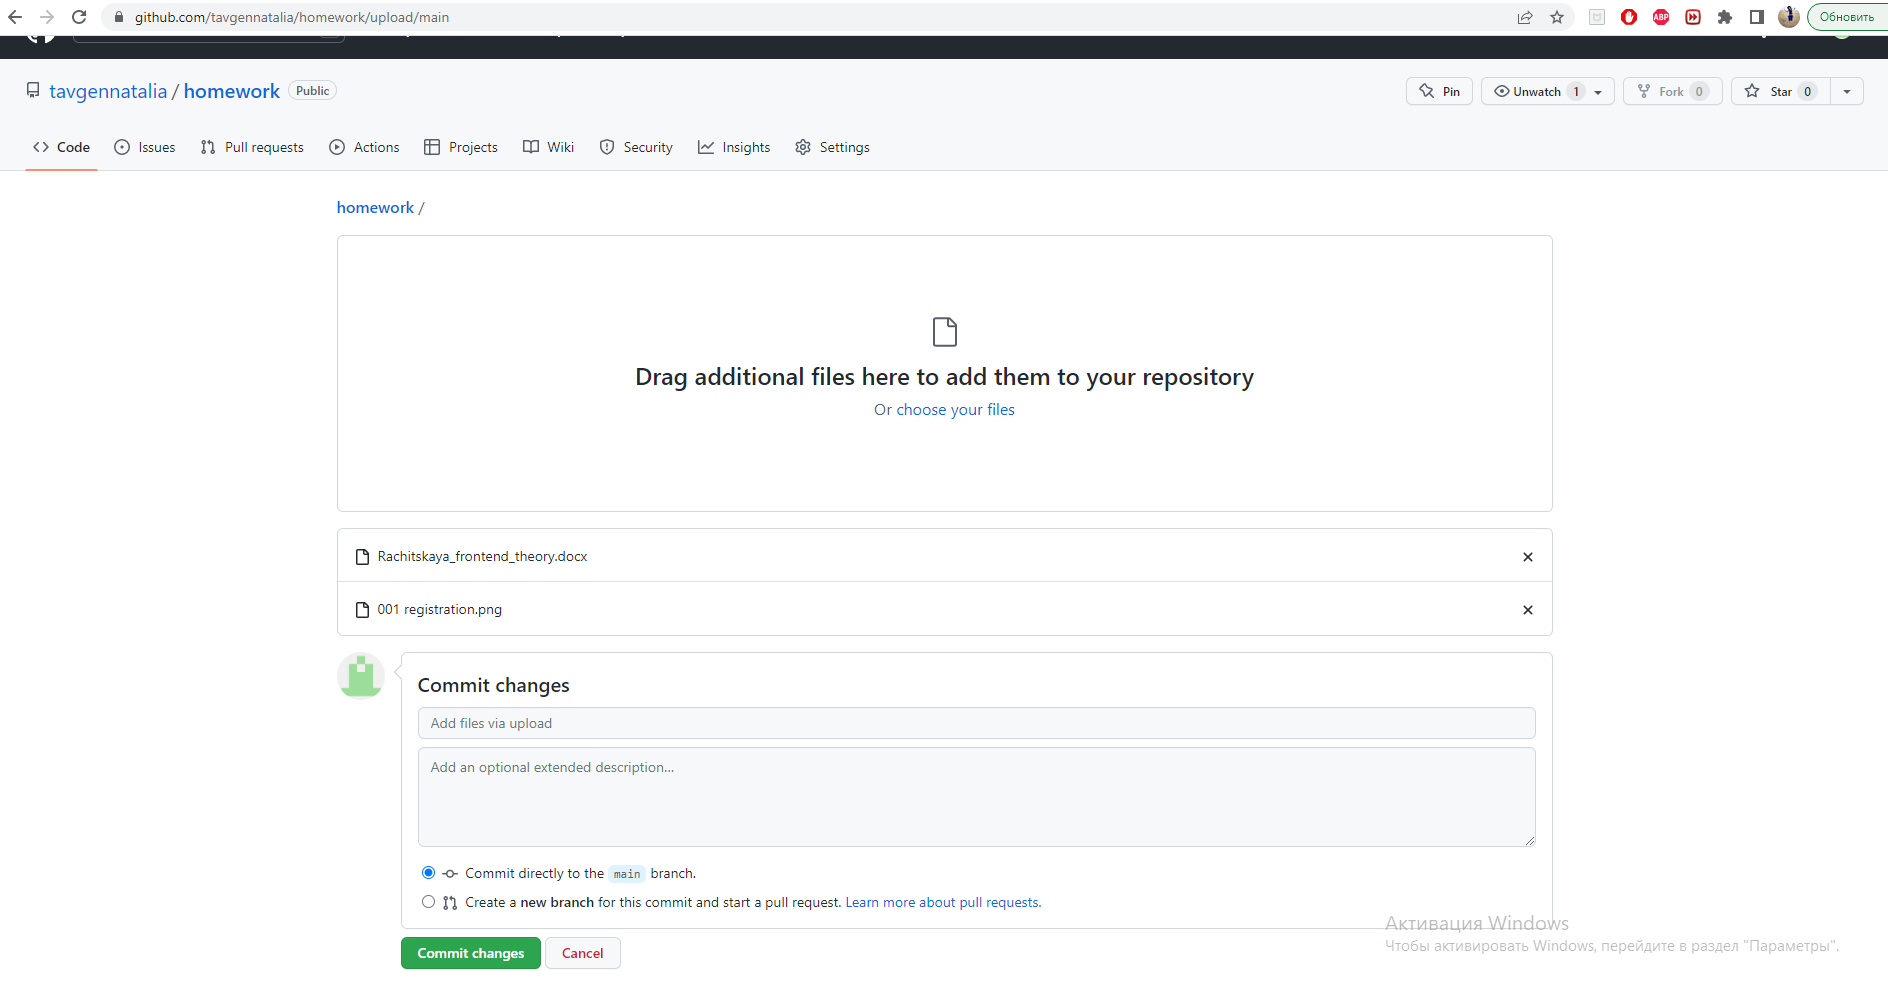 github.com/tavgennatalia/homework/upload/main
ABP
Обновить
tavgennatalia / homework Public
Pin
Unwatch 1
Fork 0
Star 0
Code Issues Pull requests Actions Projects Wiki Security Insights Settings
homework /
Drag additional files here to add them to your repository
Or choose your files
Rachitskaya_frontend_theory.docx
001 registration.png
Commit changes
Add files via upload
Add an optional extended description...
Commit directly to the main branch.
Create a new branch for this commit and start a pull request. Learn more about pull requests.
Commit changes Cancel
Активация Windows
Чтобы активировать Windows, перейдите в раздел "Параметры".